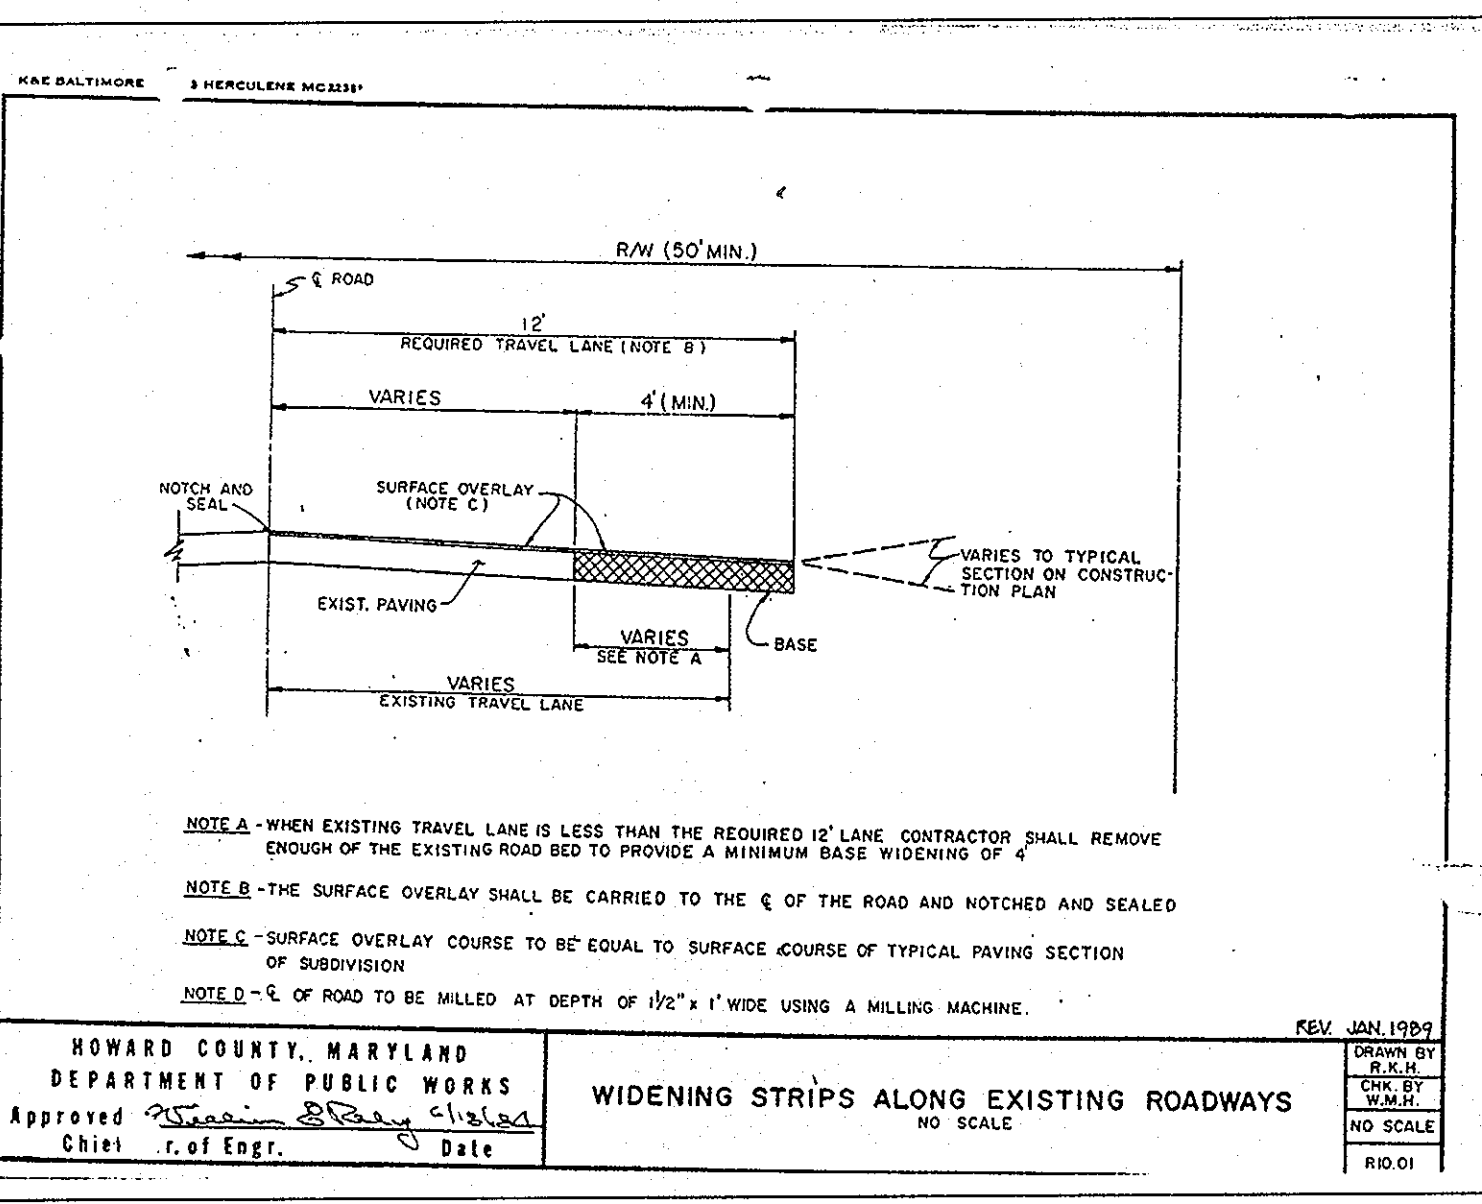 K&E BALTIMORE
HERCULENE
R/W (50' MIN.)
℄ ROAD
12'
REQUIRED TRAVEL LANE (NOTE B)
VARIES
4' (MIN.)
NOTCH AND
SEAL
SURFACE OVERLAY
(NOTE C)
VARIES TO TYPICAL
SECTION ON CONSTRUC-
TION PLAN
EXIST. PAVING
VARIES
SEE NOTE A
BASE
VARIES
EXISTING TRAVEL LANE
NOTE A - WHEN EXISTING TRAVEL LANE IS LESS THAN THE REQUIRED 12' LANE CONTRACTOR SHALL REMOVE
ENOUGH OF THE EXISTING ROAD BED TO PROVIDE A MINIMUM BASE WIDENING OF 4'
NOTE B - THE SURFACE OVERLAY SHALL BE CARRIED TO THE ℄ OF THE ROAD AND NOTCHED AND SEALED
NOTE C - SURFACE OVERLAY COURSE TO BE EQUAL TO SURFACE COURSE OF TYPICAL PAVING SECTION
OF SUBDIVISION
NOTE D - ℄ OF ROAD TO BE MILLED AT DEPTH OF 1 1/2" x 1' WIDE USING A MILLING MACHINE.
REV. JAN. 1989
HOWARD COUNTY, MARYLAND
DEPARTMENT OF PUBLIC WORKS
Approved
Chief of Engr. Date
WIDENING STRIPS ALONG EXISTING ROADWAYS
NO SCALE
DRAWN BY
R.K.H.
CHK. BY
W.M.H.
NO SCALE
R10.01